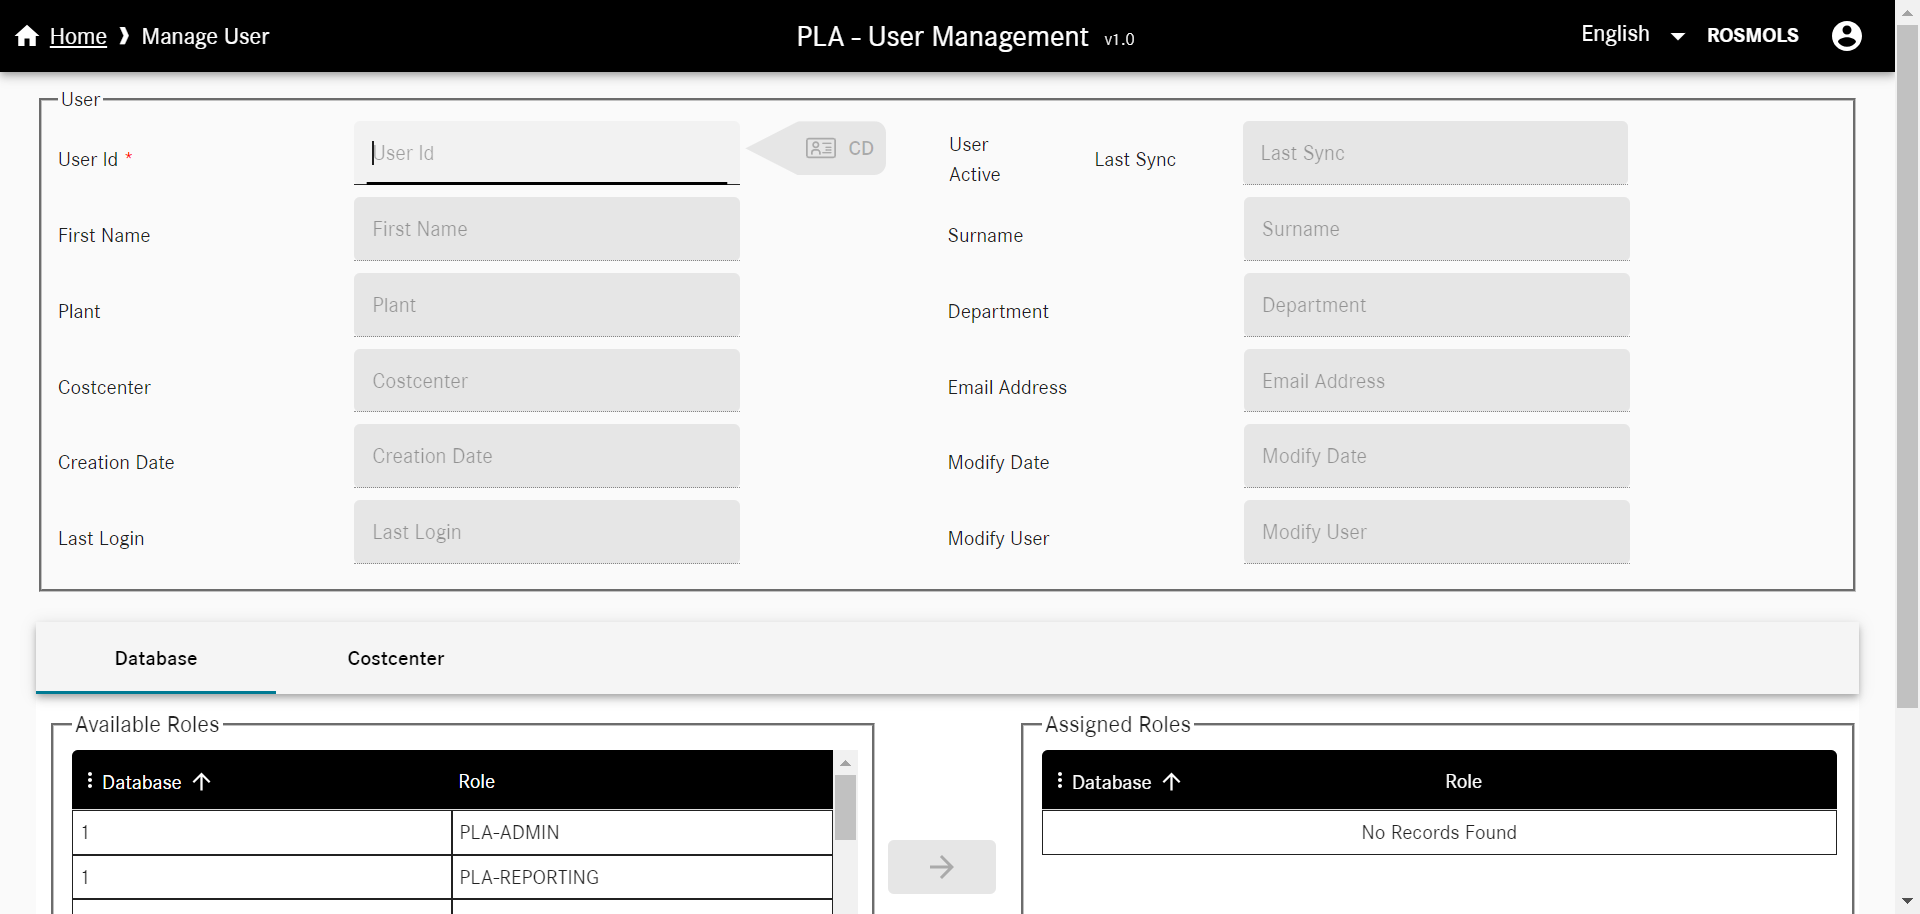 Home ❯ Manage User
PLA - User Management v1.0
English
ROSMOLS
User
User Id *
User Id
CD
User Active
Last Sync
Last Sync
First Name
First Name
Surname
Surname
Plant
Plant
Department
Department
Costcenter
Costcenter
Email Address
Email Address
Creation Date
Creation Date
Modify Date
Modify Date
Last Login
Last Login
Modify User
Modify User
Database
Costcenter
Available Roles
Database Role
1 PLA-ADMIN
1 PLA-REPORTING
Assigned Roles
Database Role
No Records Found